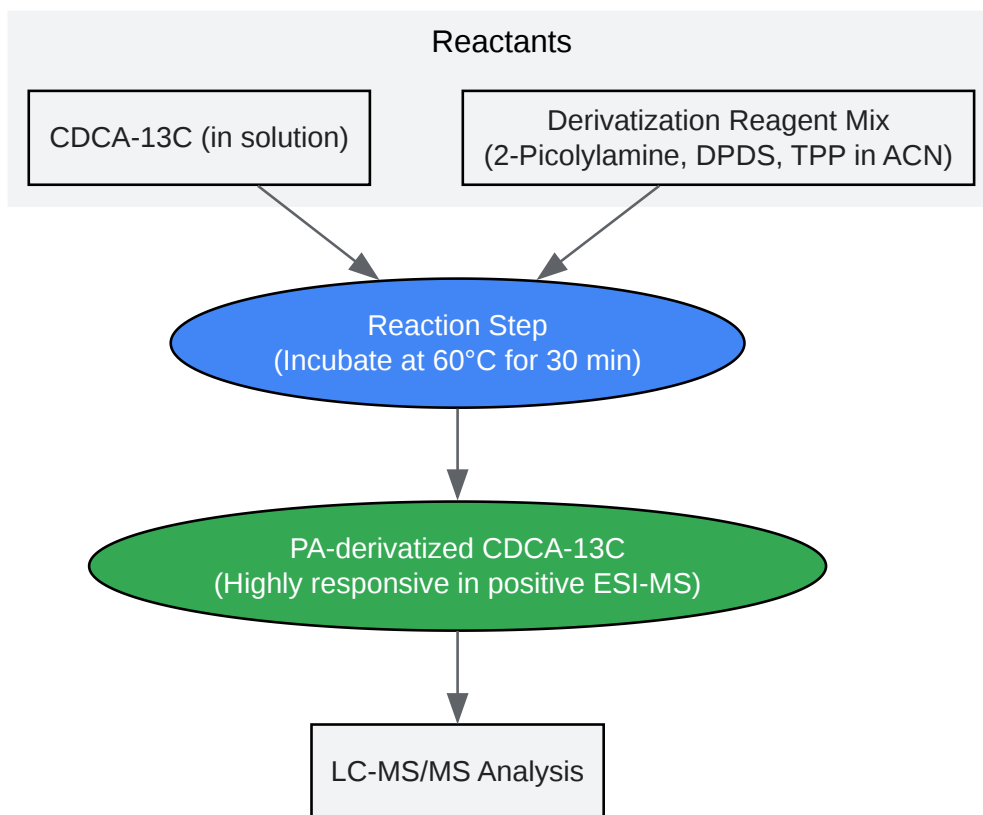 Reactants
CDCA-13C (in solution)
Derivatization Reagent Mix
(2-Picolylamine, DPDS, TPP in ACN)
Reaction Step
(Incubate at 60°C for 30 min)
PA-derivatized CDCA-13C
(Highly responsive in positive ESI-MS)
LC-MS/MS Analysis